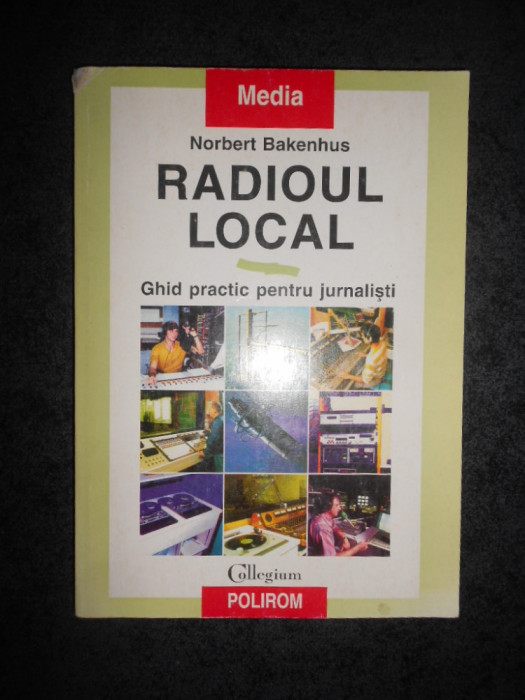 Media
Norbert Bakenhus
RADIOUL
LOCAL
Ghid practic pentru jurnaliști
Collegium
POLIROM